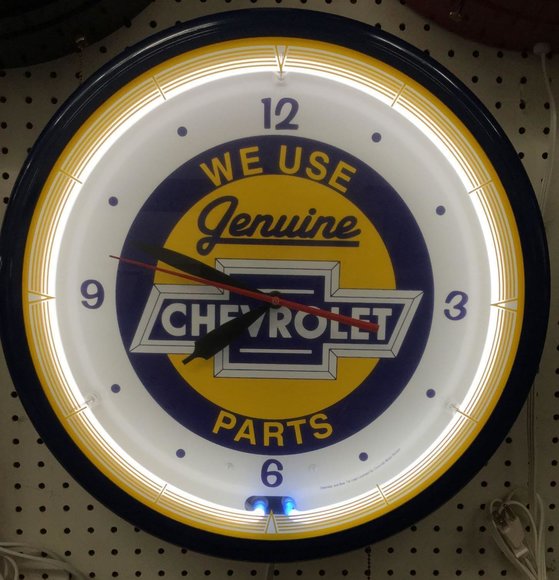 12
WE USE
Genuine
9
CHEVROLET
3
PARTS
6